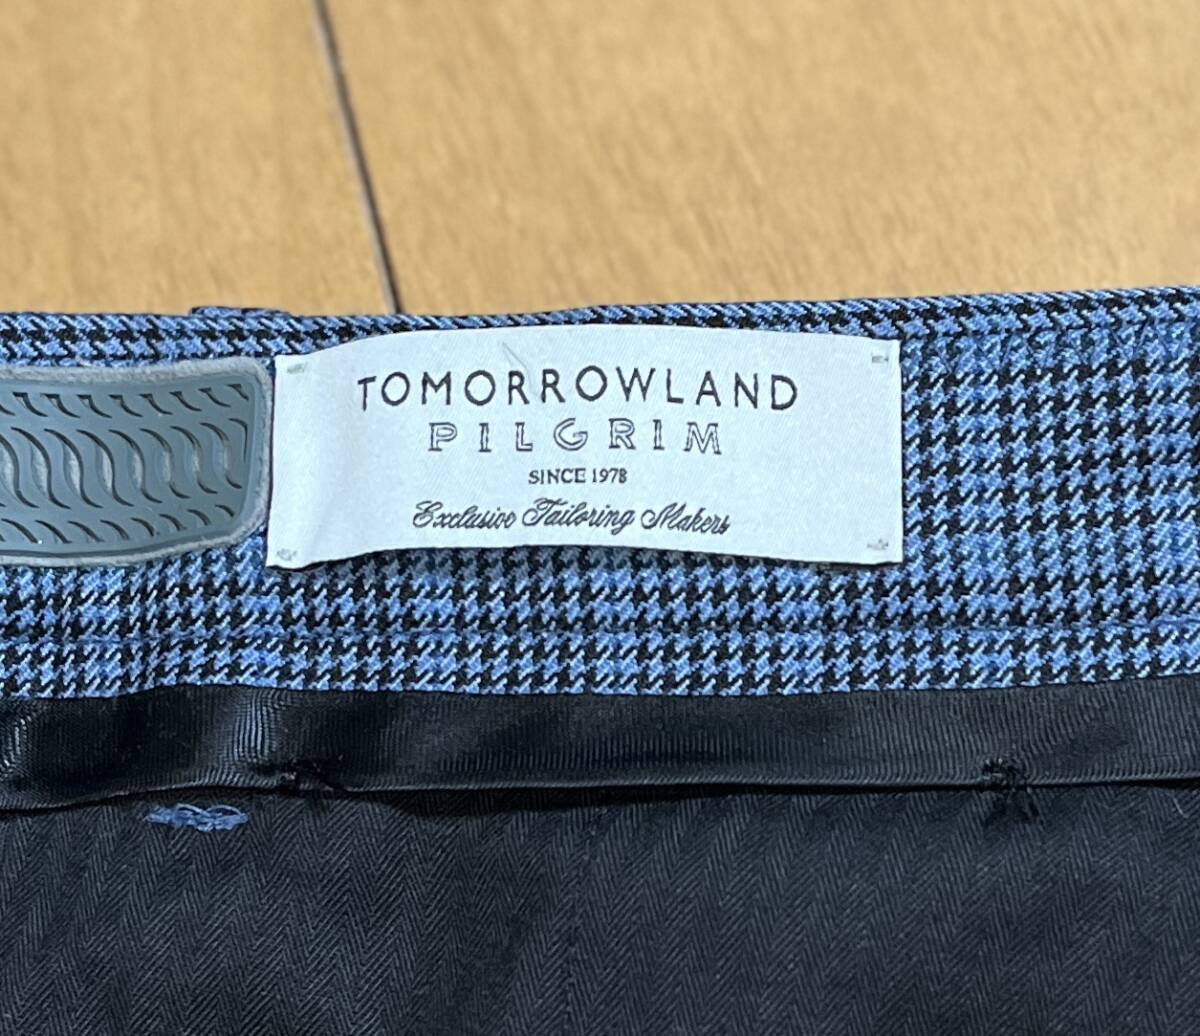 TOMORROWLAND
PILGRIM
SINCE 1978
Exclusive Tailoring Makers